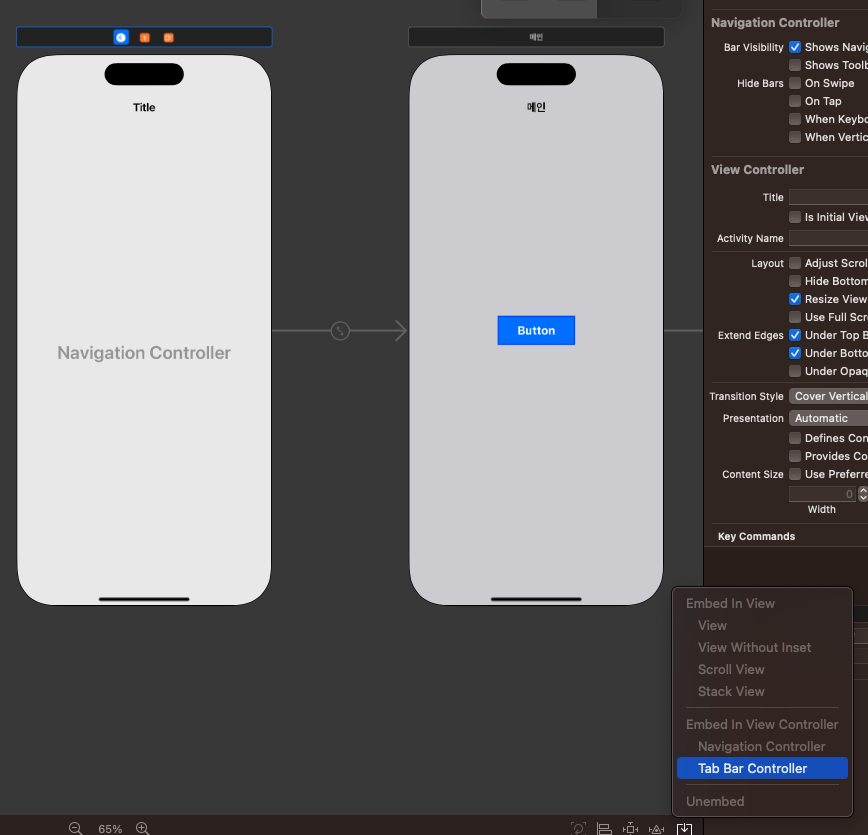 메인
Title
메인
Navigation Controller
Button
Navigation Controller
Bar Visibility Shows Navig
Shows Toolb
Hide Bars On Swipe
On Tap
When Keybo
When Vertic
View Controller
Title
Is Initial View
Activity Name
Layout Adjust Scroll
Hide Bottom
Resize View
Use Full Scr
Extend Edges Under Top B
Under Botto
Under Opaq
Transition Style Cover Vertical
Presentation Automatic
Defines Con
Provides Co
Content Size Use Preferre
0
Width
Key Commands
Embed In View
View
View Without Inset
Scroll View
Stack View
Embed In View Controller
Navigation Controller
Tab Bar Controller
Unembed
65%